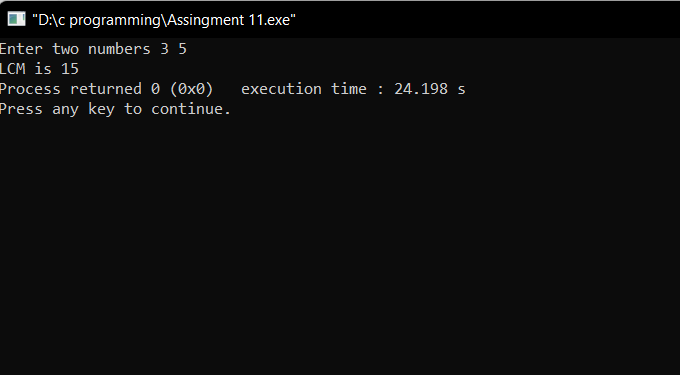 "D:\c programming\Assingment 11.exe"
Enter two numbers 3 5
LCM is 15
Process returned 0 (0x0)   execution time : 24.198 s
Press any key to continue.